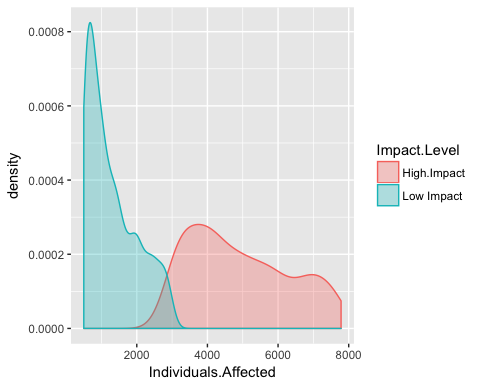 0.0008
0.0006
0.0004
0.0002
0.0000
density
2000
4000
6000
8000
Individuals.Affected
Impact.Level
High.Impact
Low Impact